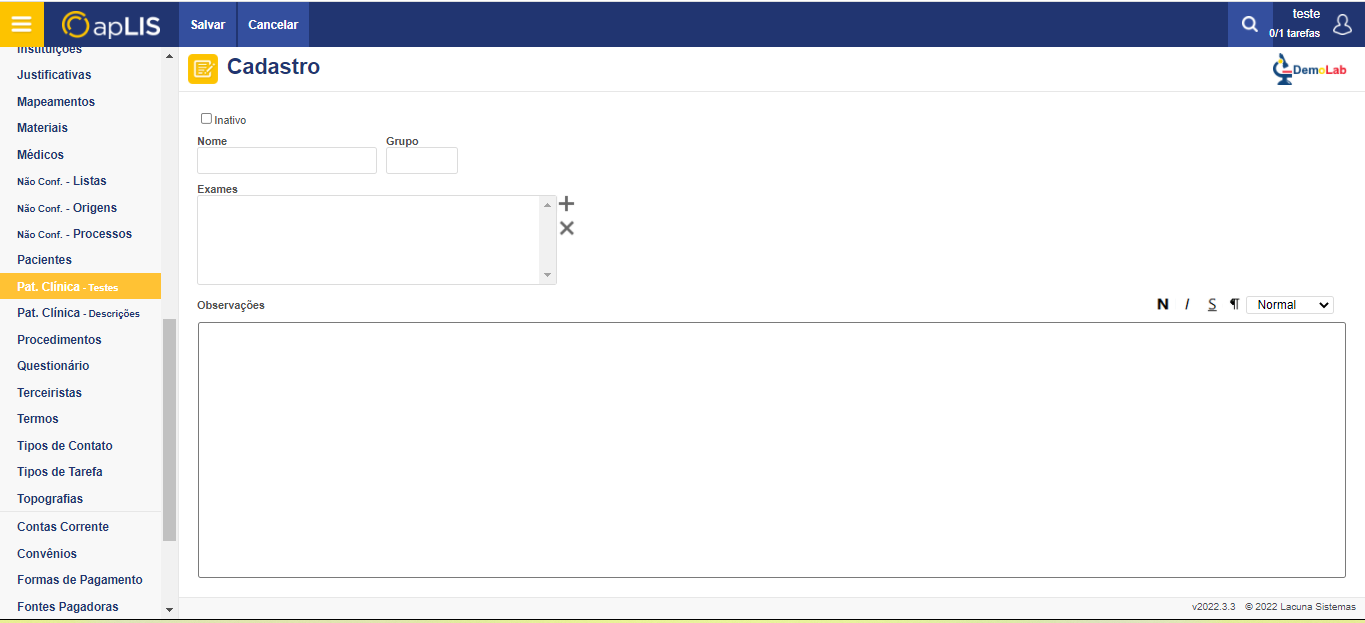 apLIS
Salvar
Cancelar
teste
0/1 tarefas
Instituições
Justificativas
Mapeamentos
Materiais
Médicos
Não Conf. - Listas
Não Conf. - Origens
Não Conf. - Processos
Pacientes
Pat. Clínica - Testes
Pat. Clínica - Descrições
Procedimentos
Questionário
Terceiristas
Termos
Tipos de Contato
Tipos de Tarefa
Topografias
Contas Corrente
Convênios
Formas de Pagamento
Fontes Pagadoras
Cadastro
DemoLab
Inativo
Nome
Grupo
Exames
Observações
N I S ¶ Normal
v2022.3.3 © 2022 Lacuna Sistemas